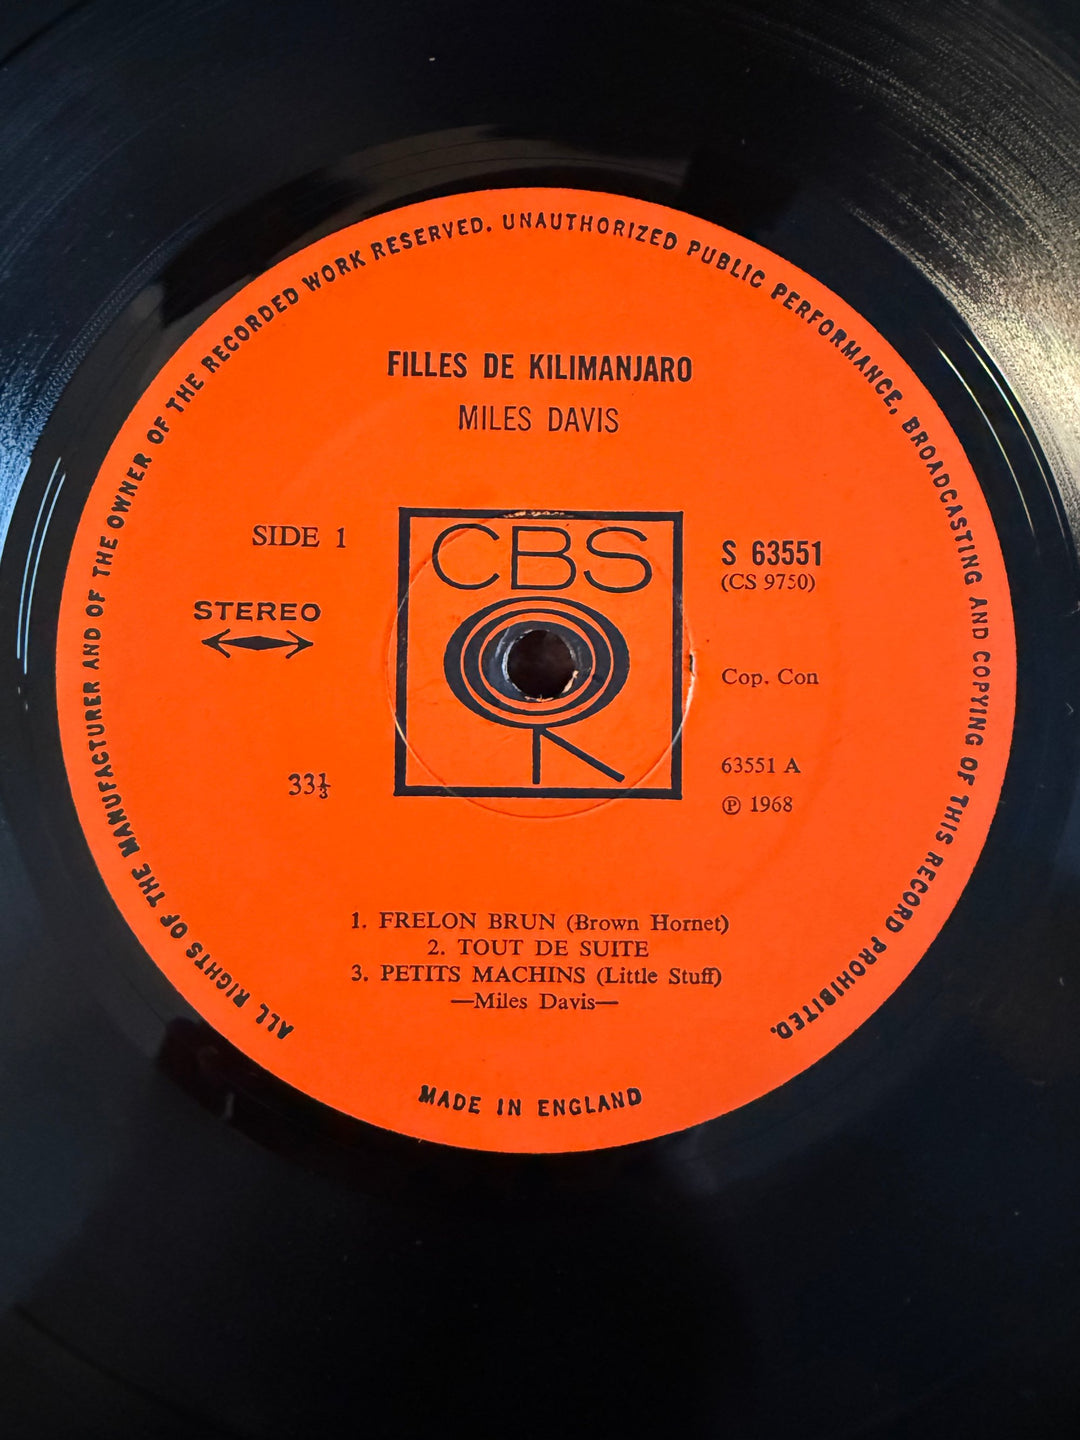 ALL RIGHTS OF THE MANUFACTURER AND OF THE OWNER OF THE RECORDED WORK RESERVED. UNAUTHORIZED PUBLIC PERFORMANCE, BROADCASTING AND COPYING OF THIS RECORD PROHIBITED.
FILLES DE KILIMANJARO
MILES DAVIS
SIDE 1
STEREO
33⅓
CBS
S 63551
(CS 9750)
Cop. Con
63551 A
℗ 1968
1. FRELON BRUN (Brown Hornet)
2. TOUT DE SUITE
3. PETITS MACHINS (Little Stuff)
—Miles Davis—
MADE IN ENGLAND